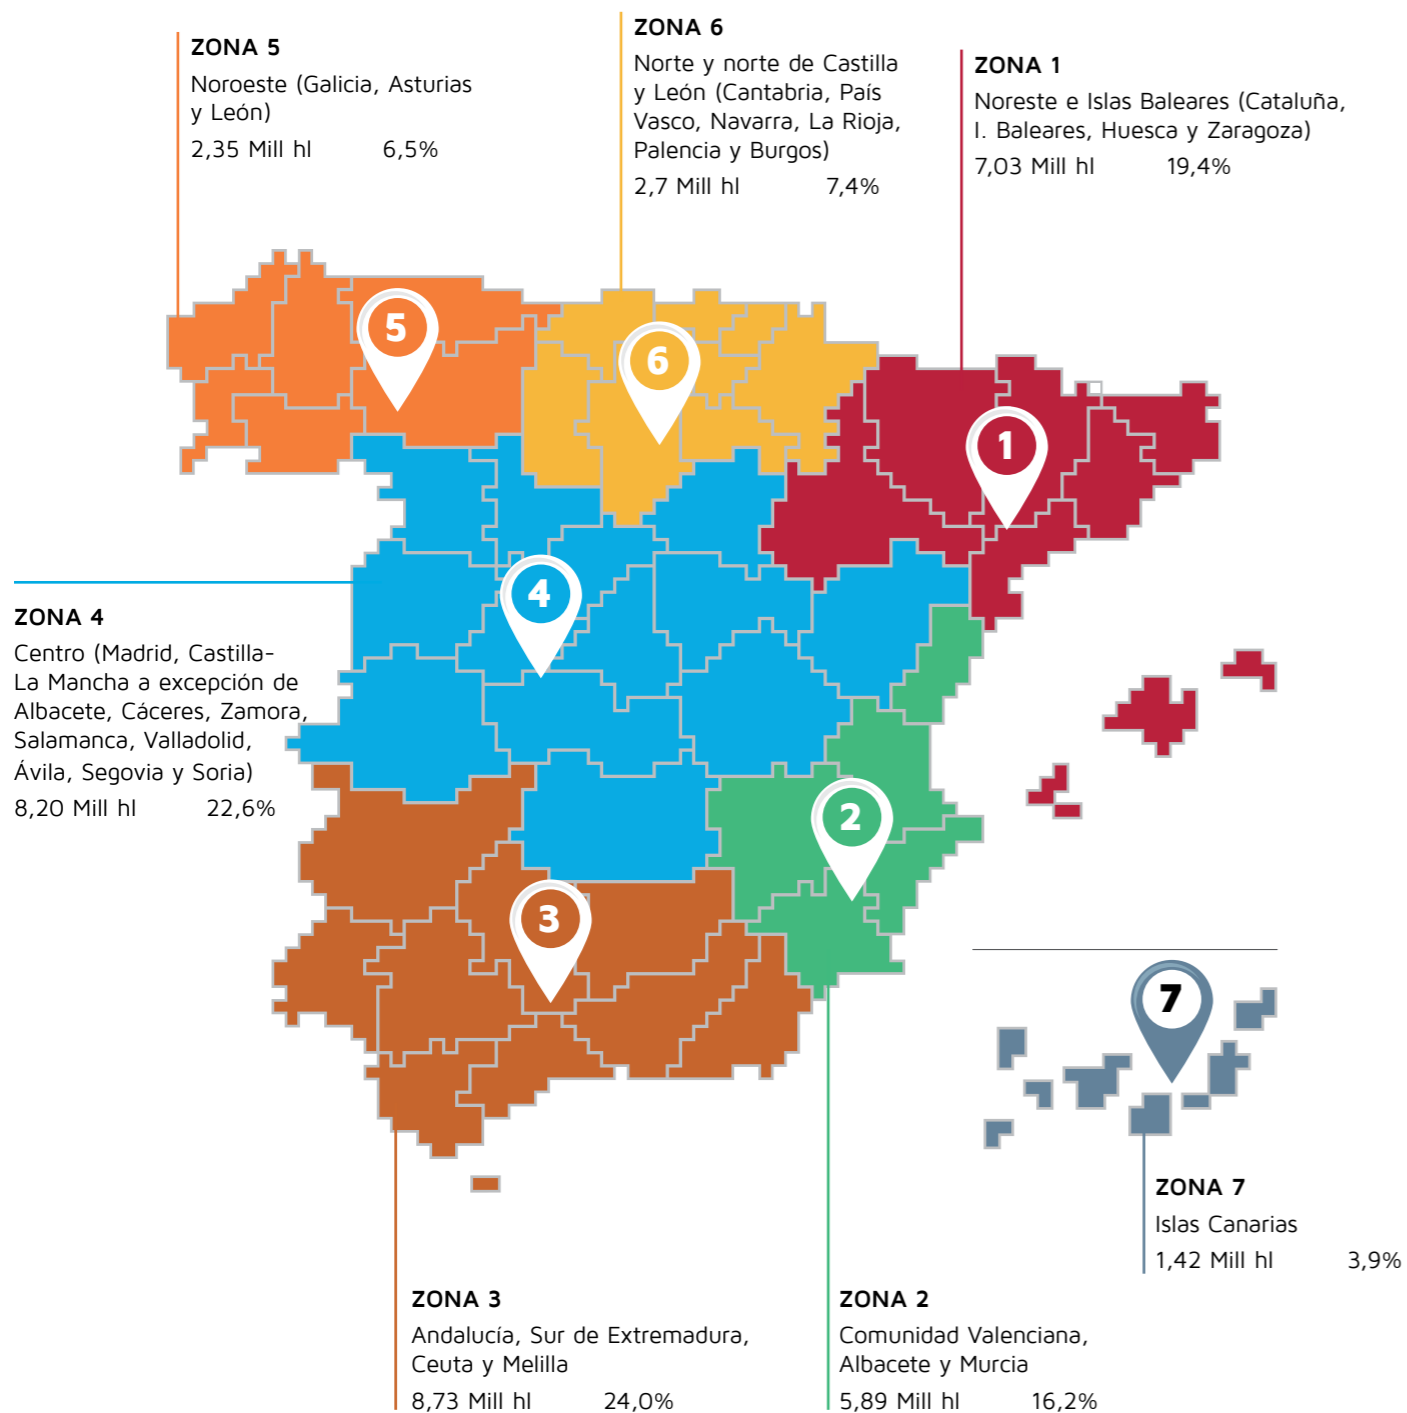 ZONA 5
Noroeste (Galicia, Asturias
y León)
2,35 Mill hl 6,5%
ZONA 6
Norte y norte de Castilla
y León (Cantabria, País
Vasco, Navarra, La Rioja,
Palencia y Burgos)
2,7 Mill hl 7,4%
ZONA 1
Noreste e Islas Baleares (Cataluña,
I. Baleares, Huesca y Zaragoza)
7,03 Mill hl 19,4%
5
6
1
4
ZONA 4
Centro (Madrid, Castilla-
La Mancha a excepción de
Albacete, Cáceres, Zamora,
Salamanca, Valladolid,
Ávila, Segovia y Soria)
8,20 Mill hl 22,6%
2
3
7
ZONA 7
Islas Canarias
1,42 Mill hl 3,9%
ZONA 3
Andalucía, Sur de Extremadura,
Ceuta y Melilla
8,73 Mill hl 24,0%
ZONA 2
Comunidad Valenciana,
Albacete y Murcia
5,89 Mill hl 16,2%